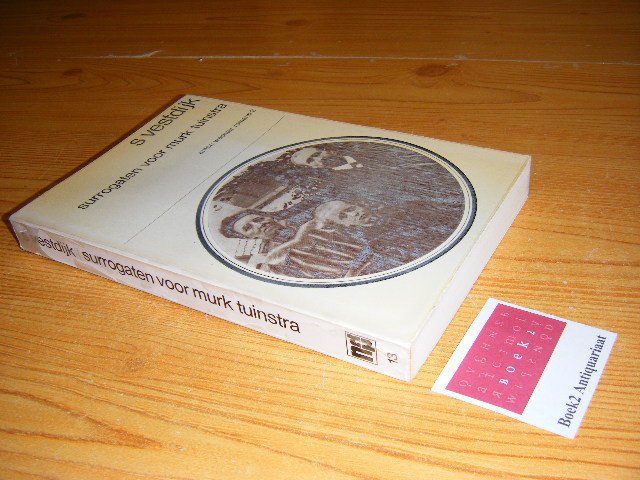 s vestdijk
surrogaten voor murk tuinstra
vestdijk surrogaten voor murk tuinstra
13
Boek2
Boek2 Antiquariaat